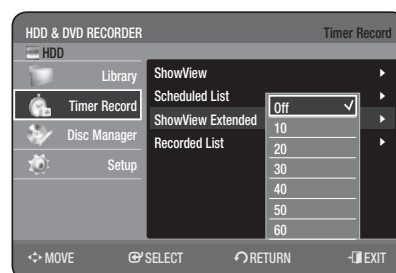 HDD & DVD RECORDER Timer Record
HDD
Library
Timer Record
Disc Manager
Setup
ShowView
Scheduled List
ShowView Extended
Recorded List
Off
10
20
30
40
50
60
MOVE SELECT RETURN EXIT